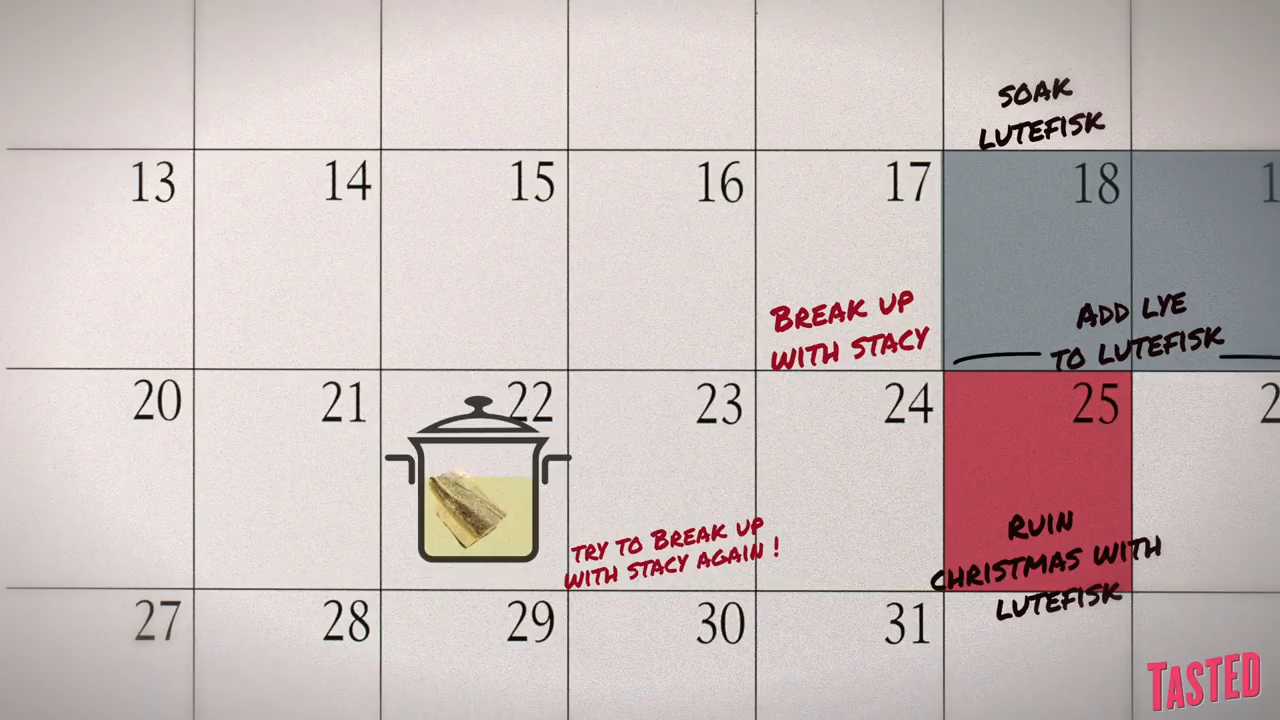 SOAK
LUTEFISK
13 14 15 16 17 18
BREAK UP
WITH STACY
ADD LYE
TO LUTEFISK
20 21 22 23 24 25
TRY TO BREAK UP
WITH STACY AGAIN !
RUIN
CHRISTMAS WITH
LUTEFISK
27 28 29 30 31
TASTED